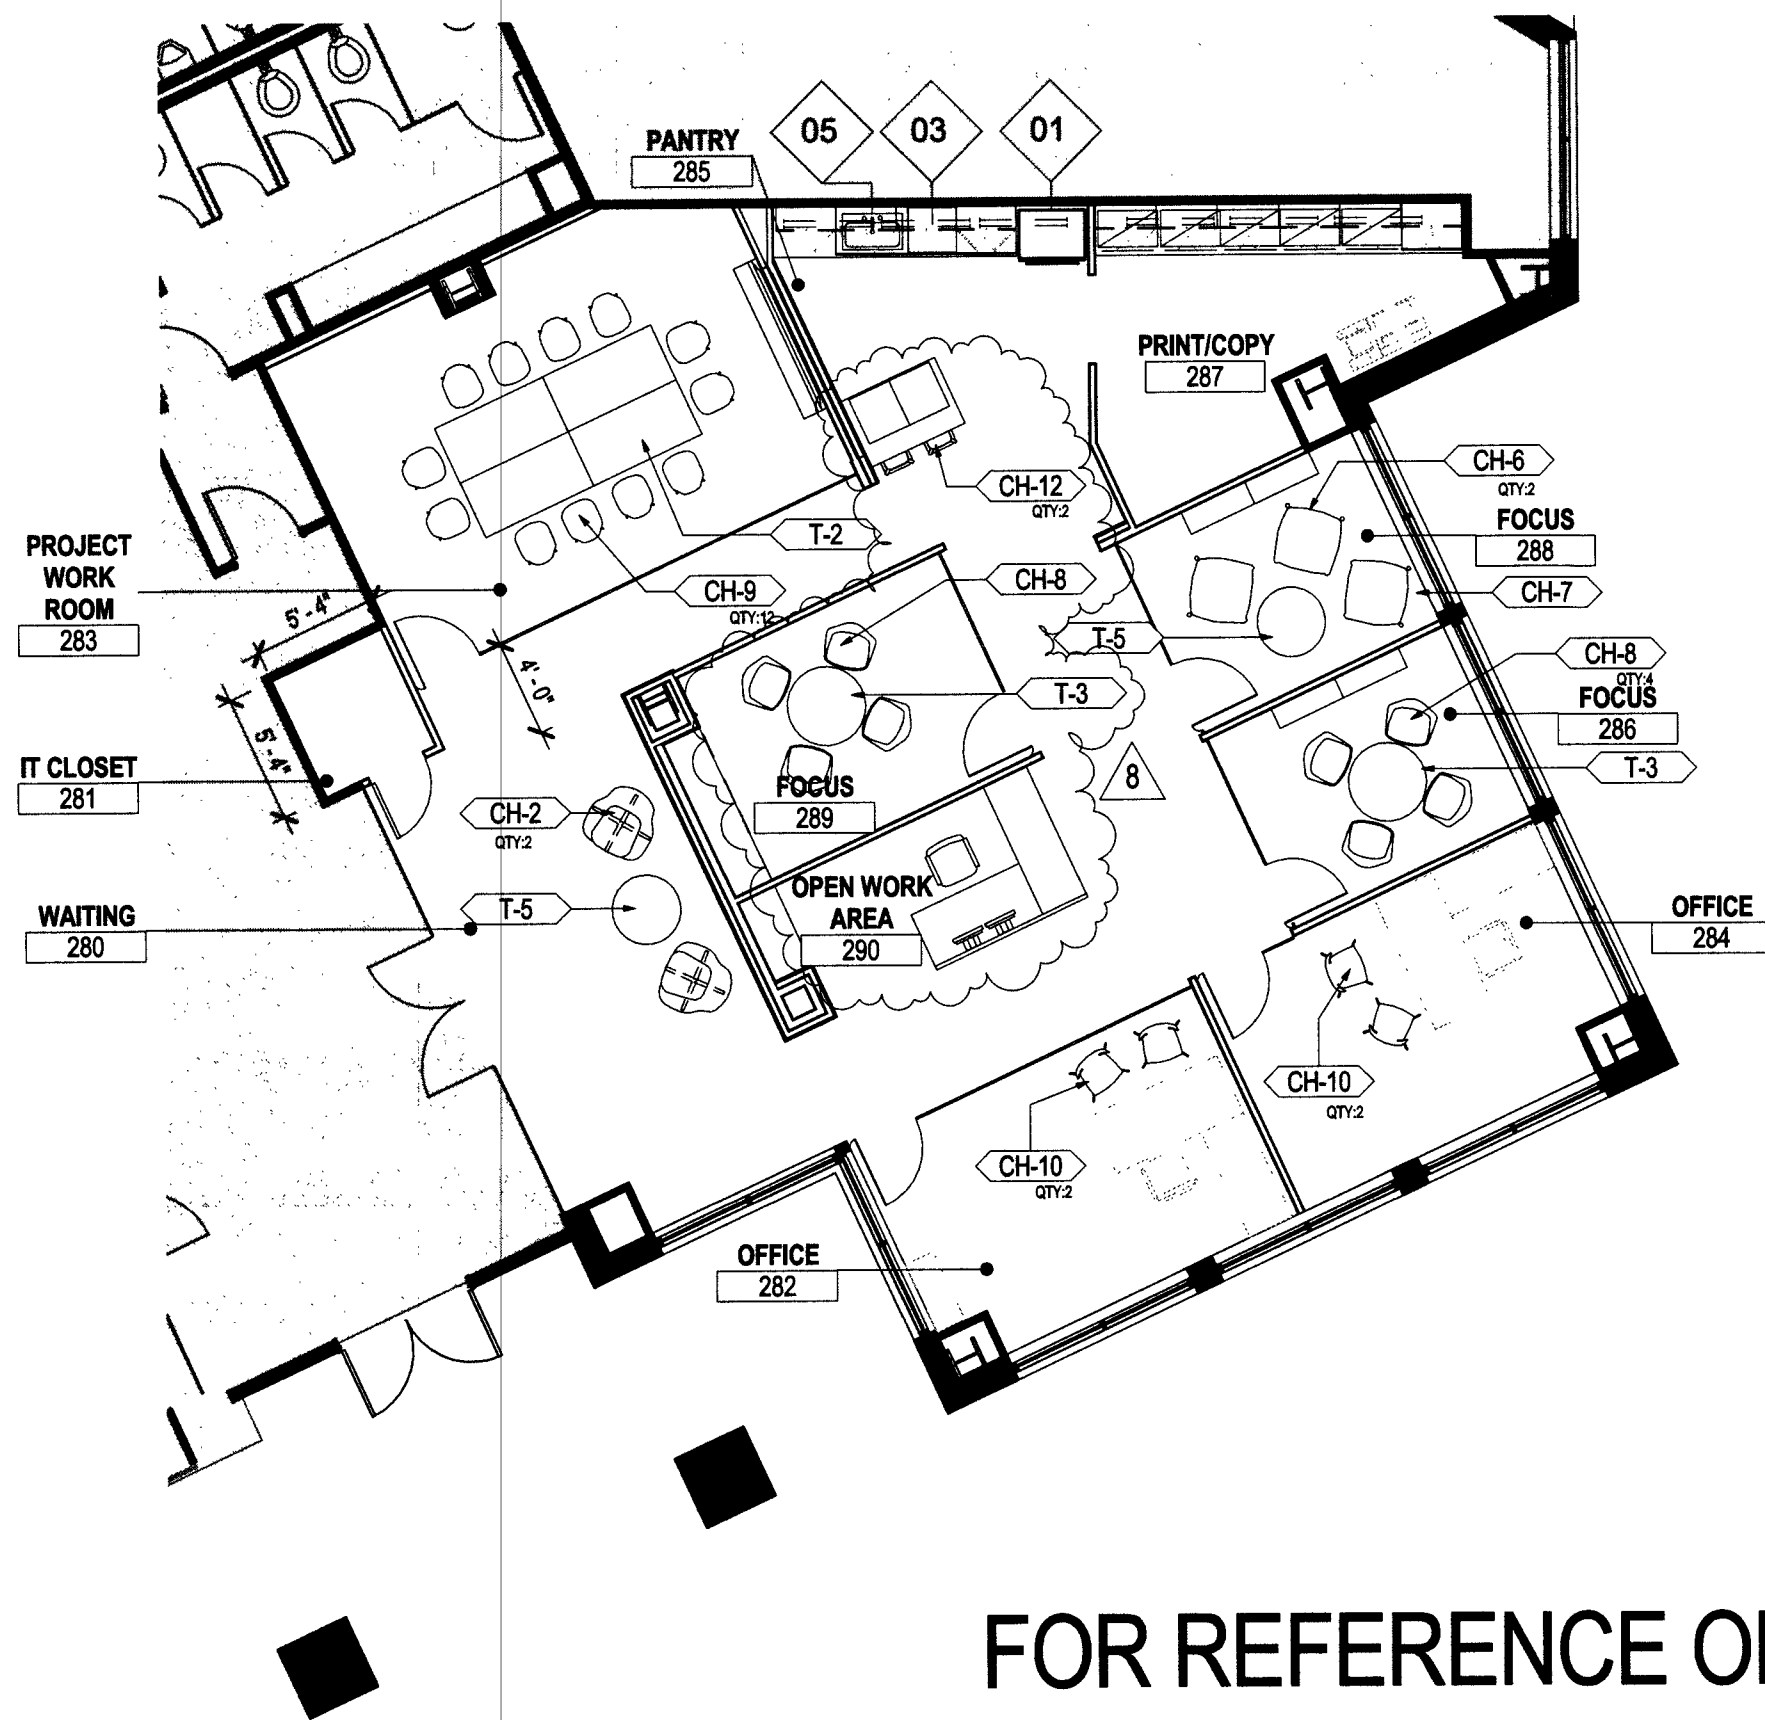 05
03
01
PANTRY
285
PRINT/COPY
287
CH-6
QTY:2
CH-12
QTY:2
FOCUS
288
T-2
PROJECT
WORK
ROOM
283
5'-4"
CH-9
QTY:12
CH-8
CH-7
T-5
CH-8
QTY:4
4'-0"
T-3
FOCUS
286
5'-4"
IT CLOSET
281
T-3
8
FOCUS
289
CH-2
QTY:2
OPEN WORK
AREA
290
T-5
WAITING
280
OFFICE
284
CH-10
QTY:2
CH-10
QTY:2
OFFICE
282
FOR REFERENCE